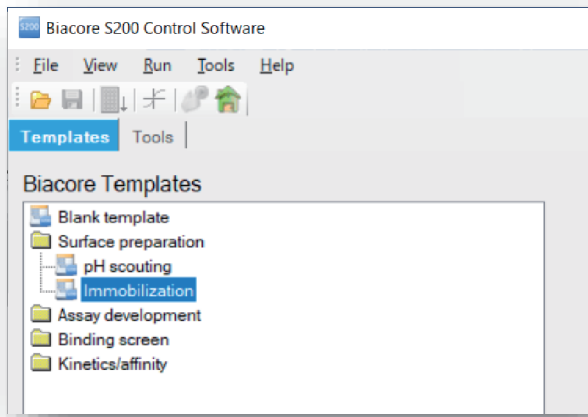 S200 Biacore S200 Control Software
File View Run Tools Help
Templates Tools
Biacore Templates
Blank template
Surface preparation
pH scouting
Immobilization
Assay development
Binding screen
Kinetics/affinity